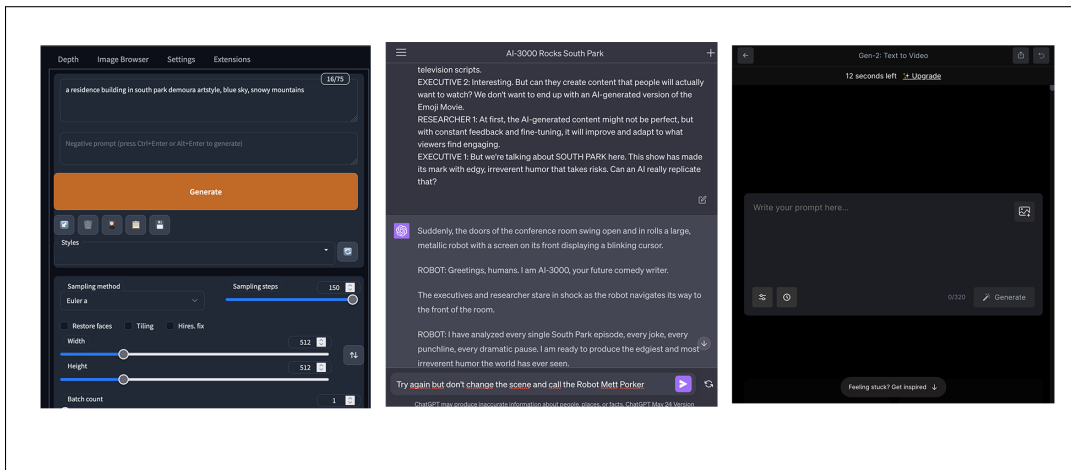 Depth Image Browser Settings Extensions
16/75
a residence building in south park demoura artstyle, blue sky, snowy mountains
Negative prompt (press Ctrl+Enter or Alt+Enter to generate)
Generate
Styles
Sampling method
Euler a
Sampling steps
150
Restore faces
Tiling
Hires. fix
Width
512
Height
512
Batch count
1
AI-3000 Rocks South Park
television scripts.
EXECUTIVE 2: Interesting. But can they create content that people will actually
want to watch? We don't want to end up with an AI-generated version of the
Emoji Movie.
RESEARCHER 1: At first, the AI-generated content might not be perfect, but
with constant feedback and fine-tuning, it will improve and adapt to what
viewers find engaging.
EXECUTIVE 1: But we're talking about SOUTH PARK here. This show has made
its mark with edgy, irreverent humor that takes risks. Can an AI really replicate
that?
Suddenly, the doors of the conference room swing open and in rolls a large,
metallic robot with a screen on its front displaying a blinking cursor.
ROBOT: Greetings, humans. I am AI-3000, your future comedy writer.
The executives and researcher stare in shock as the robot navigates its way to
the front of the room.
ROBOT: I have analyzed every single South Park episode, every joke, every
punchline, every dramatic pause. I am ready to produce the edgiest and most
irreverent humor the world has ever seen.
Try again but don't change the scene and call the Robot Mett Porker
ChatGPT may produce inaccurate information about people, places, or facts. ChatGPT May 24 Version
Gen-2: Text to Video
12 seconds left Upgrade
Write your prompt here...
0/320
Generate
Feeling stuck? Get inspired